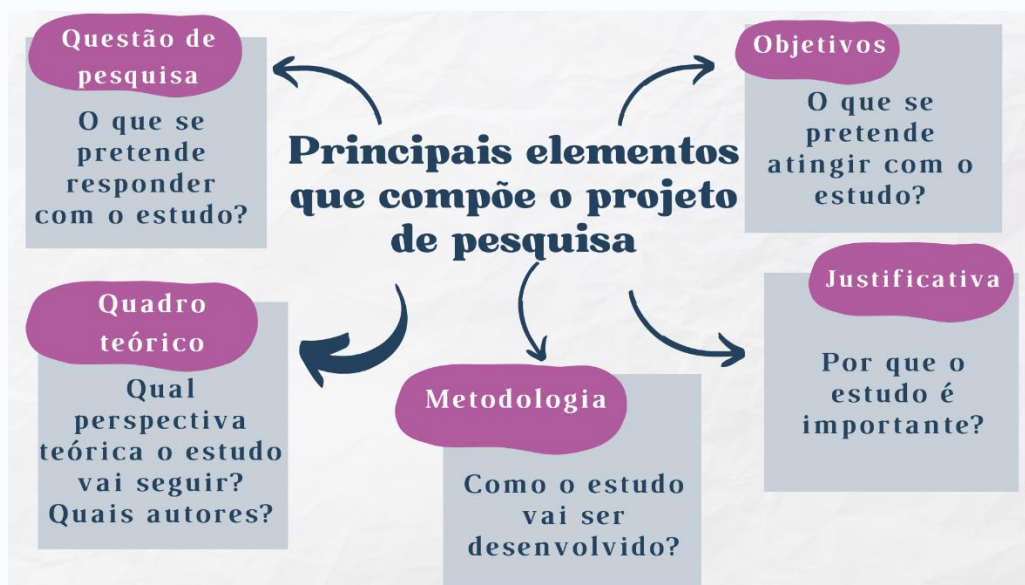 Principais elementos
que compõe o projeto
de pesquisa
Questão de
pesquisa
O que se
pretende
responder
com o estudo?
Objetivos
O que se
pretende
atingir com o
estudo?
Quadro
teórico
Qual
perspectiva
teórica o estudo
vai seguir?
Quais autores?
Metodologia
Como o estudo
vai ser
desenvolvido?
Justificativa
Por que o
estudo é
importante?